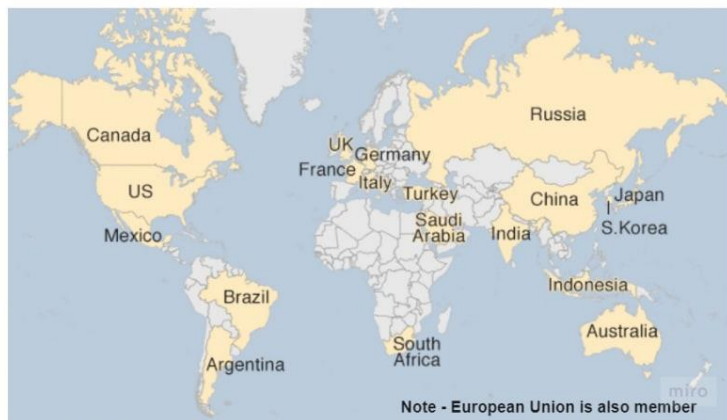 Canada
Russia
UK
Germany
France
Italy
US
Turkey
China
Japan
Mexico
Saudi
Arabia
India
S.Korea
Indonesia
Brazil
Australia
South
Africa
Argentina
miro
Note - European Union is also member